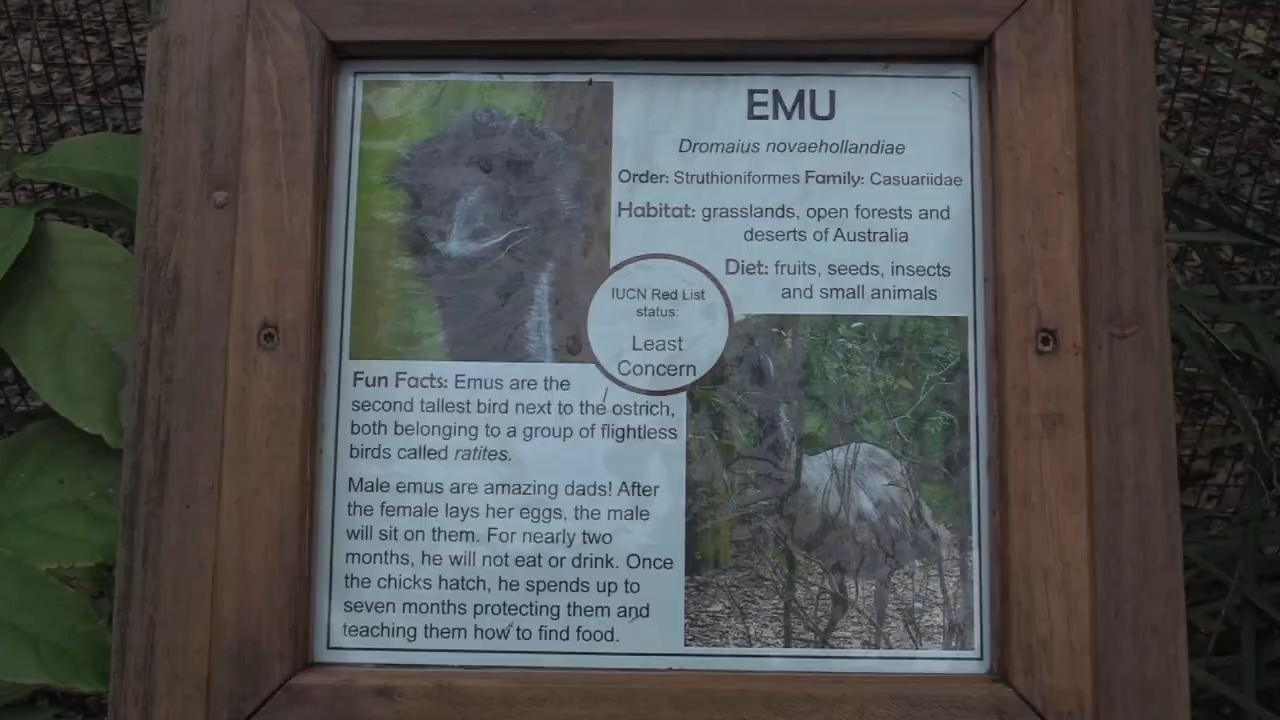 EMU
Dromaius novaehollandiae
Order: Struthioniformes Family: Casuariidae
Habitat: grasslands, open forests and
deserts of Australia
Diet: fruits, seeds, insects
and small animals
IUCN Red List
status:
Least
Concern
Fun Facts: Emus are the
second tallest bird next to the ostrich,
both belonging to a group of flightless
birds called ratites.
Male emus are amazing dads! After
the female lays her eggs, the male
will sit on them. For nearly two
months, he will not eat or drink. Once
the chicks hatch, he spends up to
seven months protecting them and
teaching them how to find food.